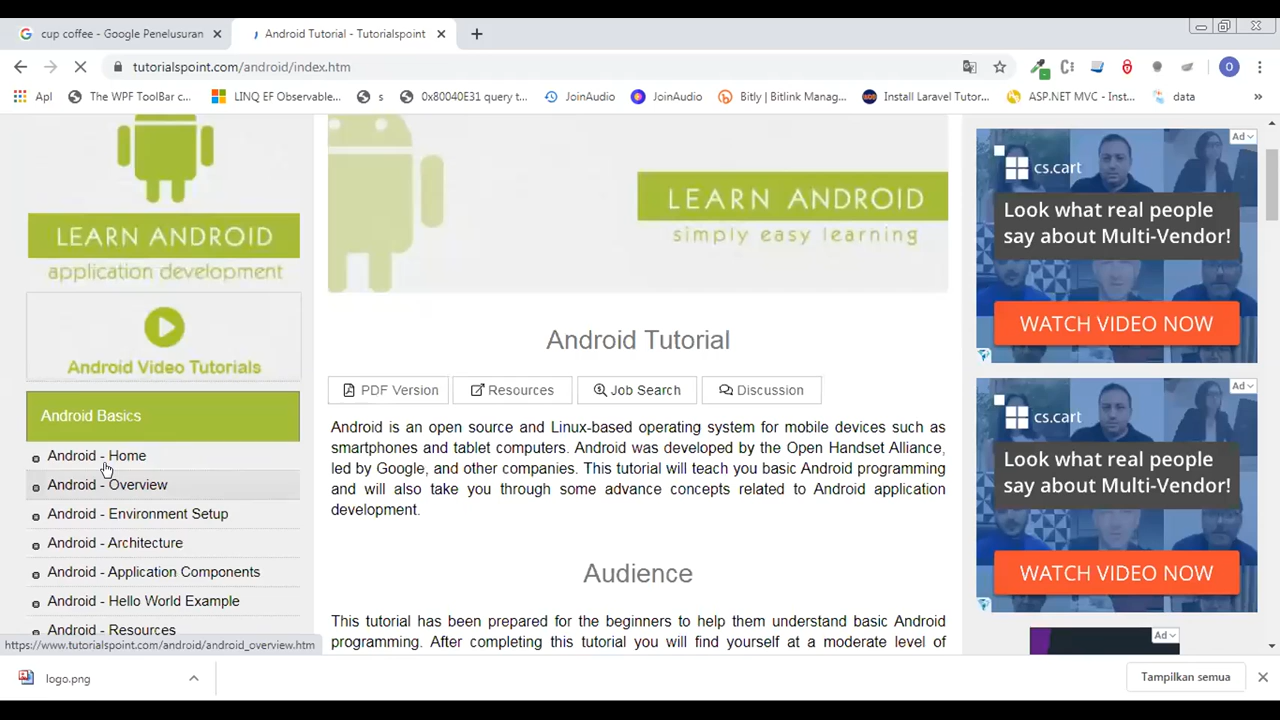 cup coffee - Google Penelusuran
Android Tutorial - Tutorialspoint
tutorialspoint.com/android/index.htm
O
Apl
The WPF ToolBar c...
LINQ EF Observable...
s
0x80040E31 query t...
JoinAudio
JoinAudio
Bitly | Bitlink Manag...
Install Laravel Tutor...
ASP.NET MVC - Inst...
data
»
LEARN ANDROID
application development
Android Video Tutorials
Android Basics
Android - Home
Android - Overview
Android - Environment Setup
Android - Architecture
Android - Application Components
Android - Hello World Example
Android - Resources
https://www.tutorialspoint.com/android/android_overview.htm
LEARN ANDROID
simply easy learning
Android Tutorial
PDF Version
Resources
Job Search
Discussion
Android is an open source and Linux-based operating system for mobile devices such as
smartphones and tablet computers. Android was developed by the Open Handset Alliance,
led by Google, and other companies. This tutorial will teach you basic Android programming
and will also take you through some advance concepts related to Android application
development.
Audience
This tutorial has been prepared for the beginners to help them understand basic Android
programming. After completing this tutorial you will find yourself at a moderate level of
Ad
cs.cart
Look what real people
say about Multi-Vendor!
WATCH VIDEO NOW
Ad
cs.cart
Look what real people
say about Multi-Vendor!
WATCH VIDEO NOW
Ad
logo.png
Tampilkan semua